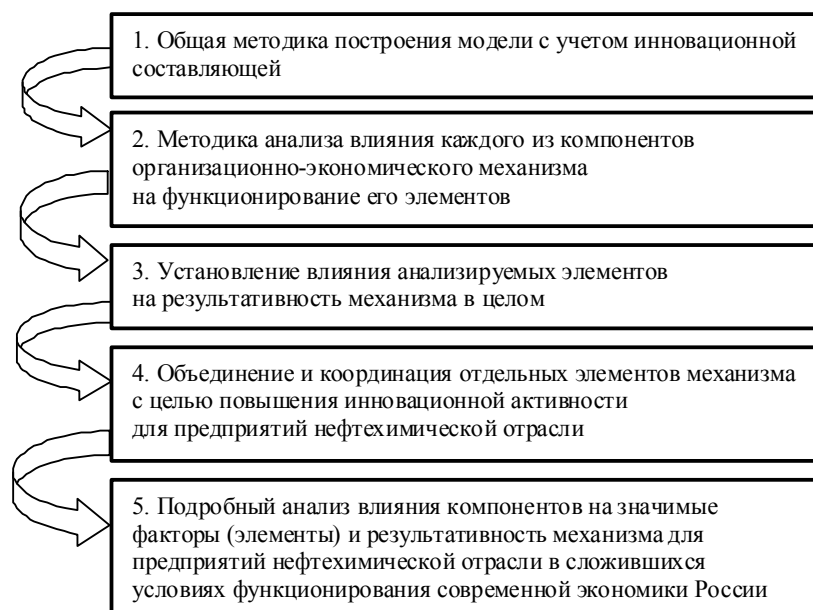 1. Общая методика построения модели с учетом инновационной
составляющей
2. Методика анализа влияния каждого из компонентов
организационно-экономического механизма
на функционирование его элементов
3. Установление влияния анализируемых элементов
на результативность механизма в целом
4. Объединение и координация отдельных элементов механизма
с целью повышения инновационной активности
для предприятий нефтехимической отрасли
5. Подробный анализ влияния компонентов на значимые
факторы (элементы) и результативность механизма для
предприятий нефтехимической отрасли в сложившихся
условиях функционирования современной экономики России